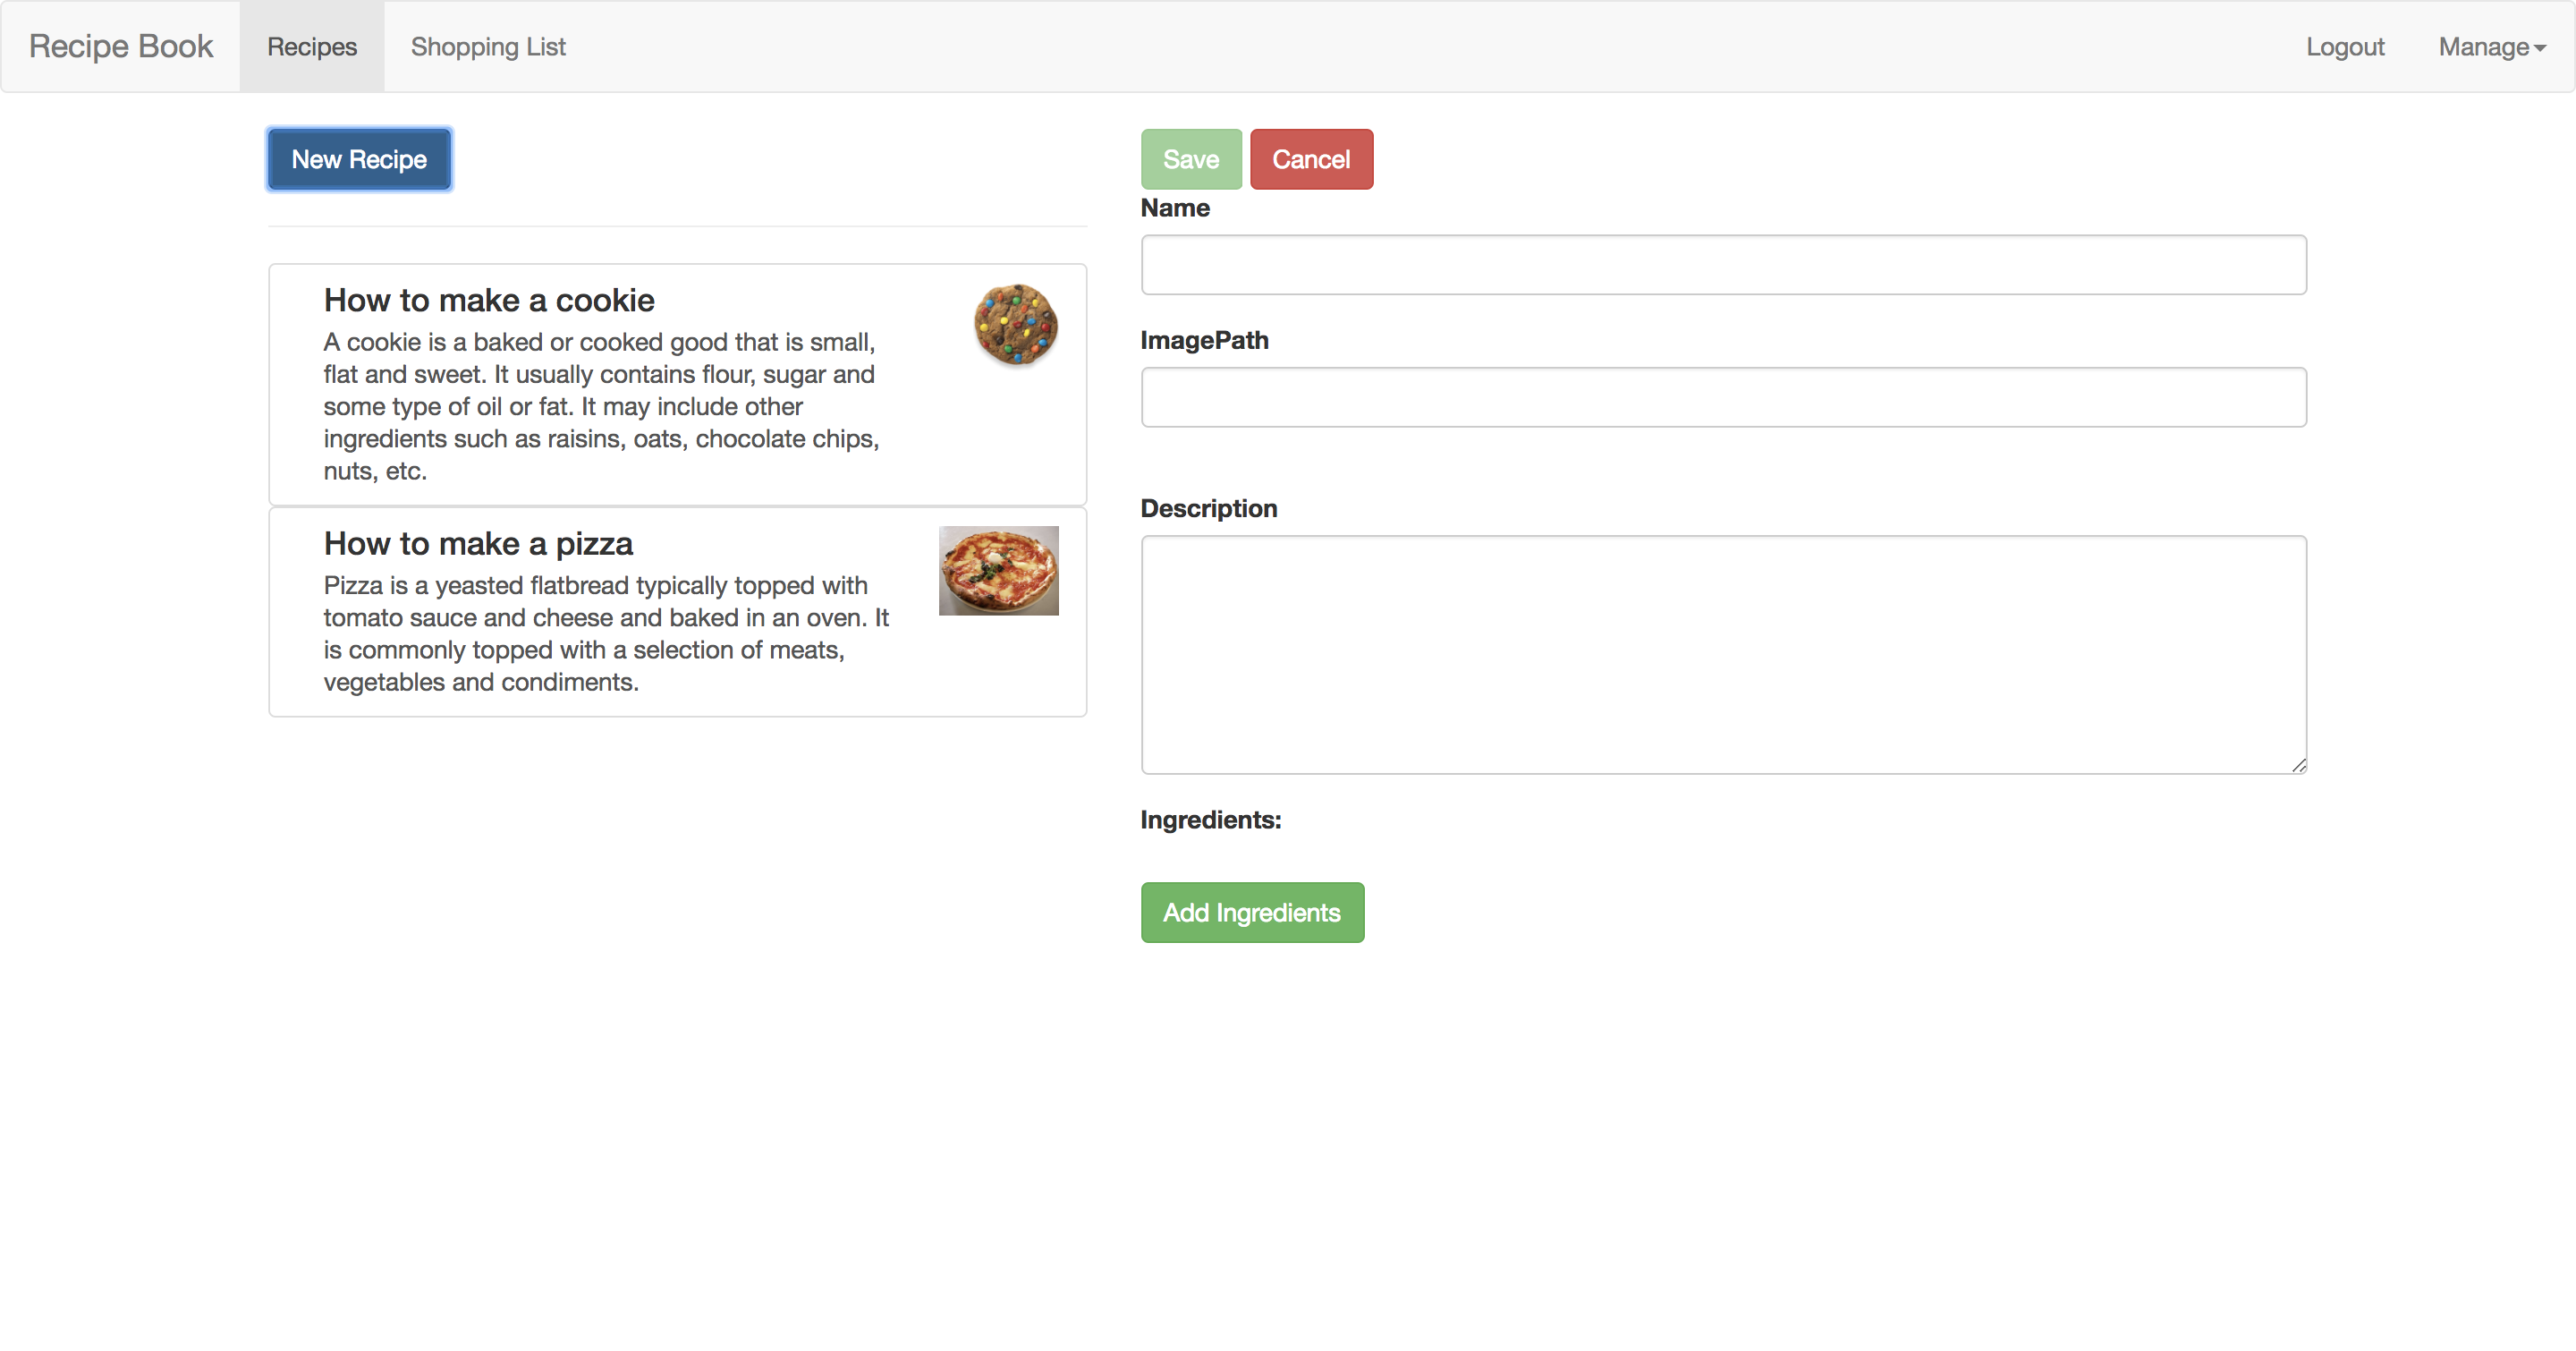 Recipe Book Recipes Shopping List Logout Manage
New Recipe
How to make a cookie
A cookie is a baked or cooked good that is small,
flat and sweet. It usually contains flour, sugar and
some type of oil or fat. It may include other
ingredients such as raisins, oats, chocolate chips,
nuts, etc.
How to make a pizza
Pizza is a yeasted flatbread typically topped with
tomato sauce and cheese and baked in an oven. It
is commonly topped with a selection of meats,
vegetables and condiments.
Save Cancel
Name
ImagePath
Description
Ingredients:
Add Ingredients